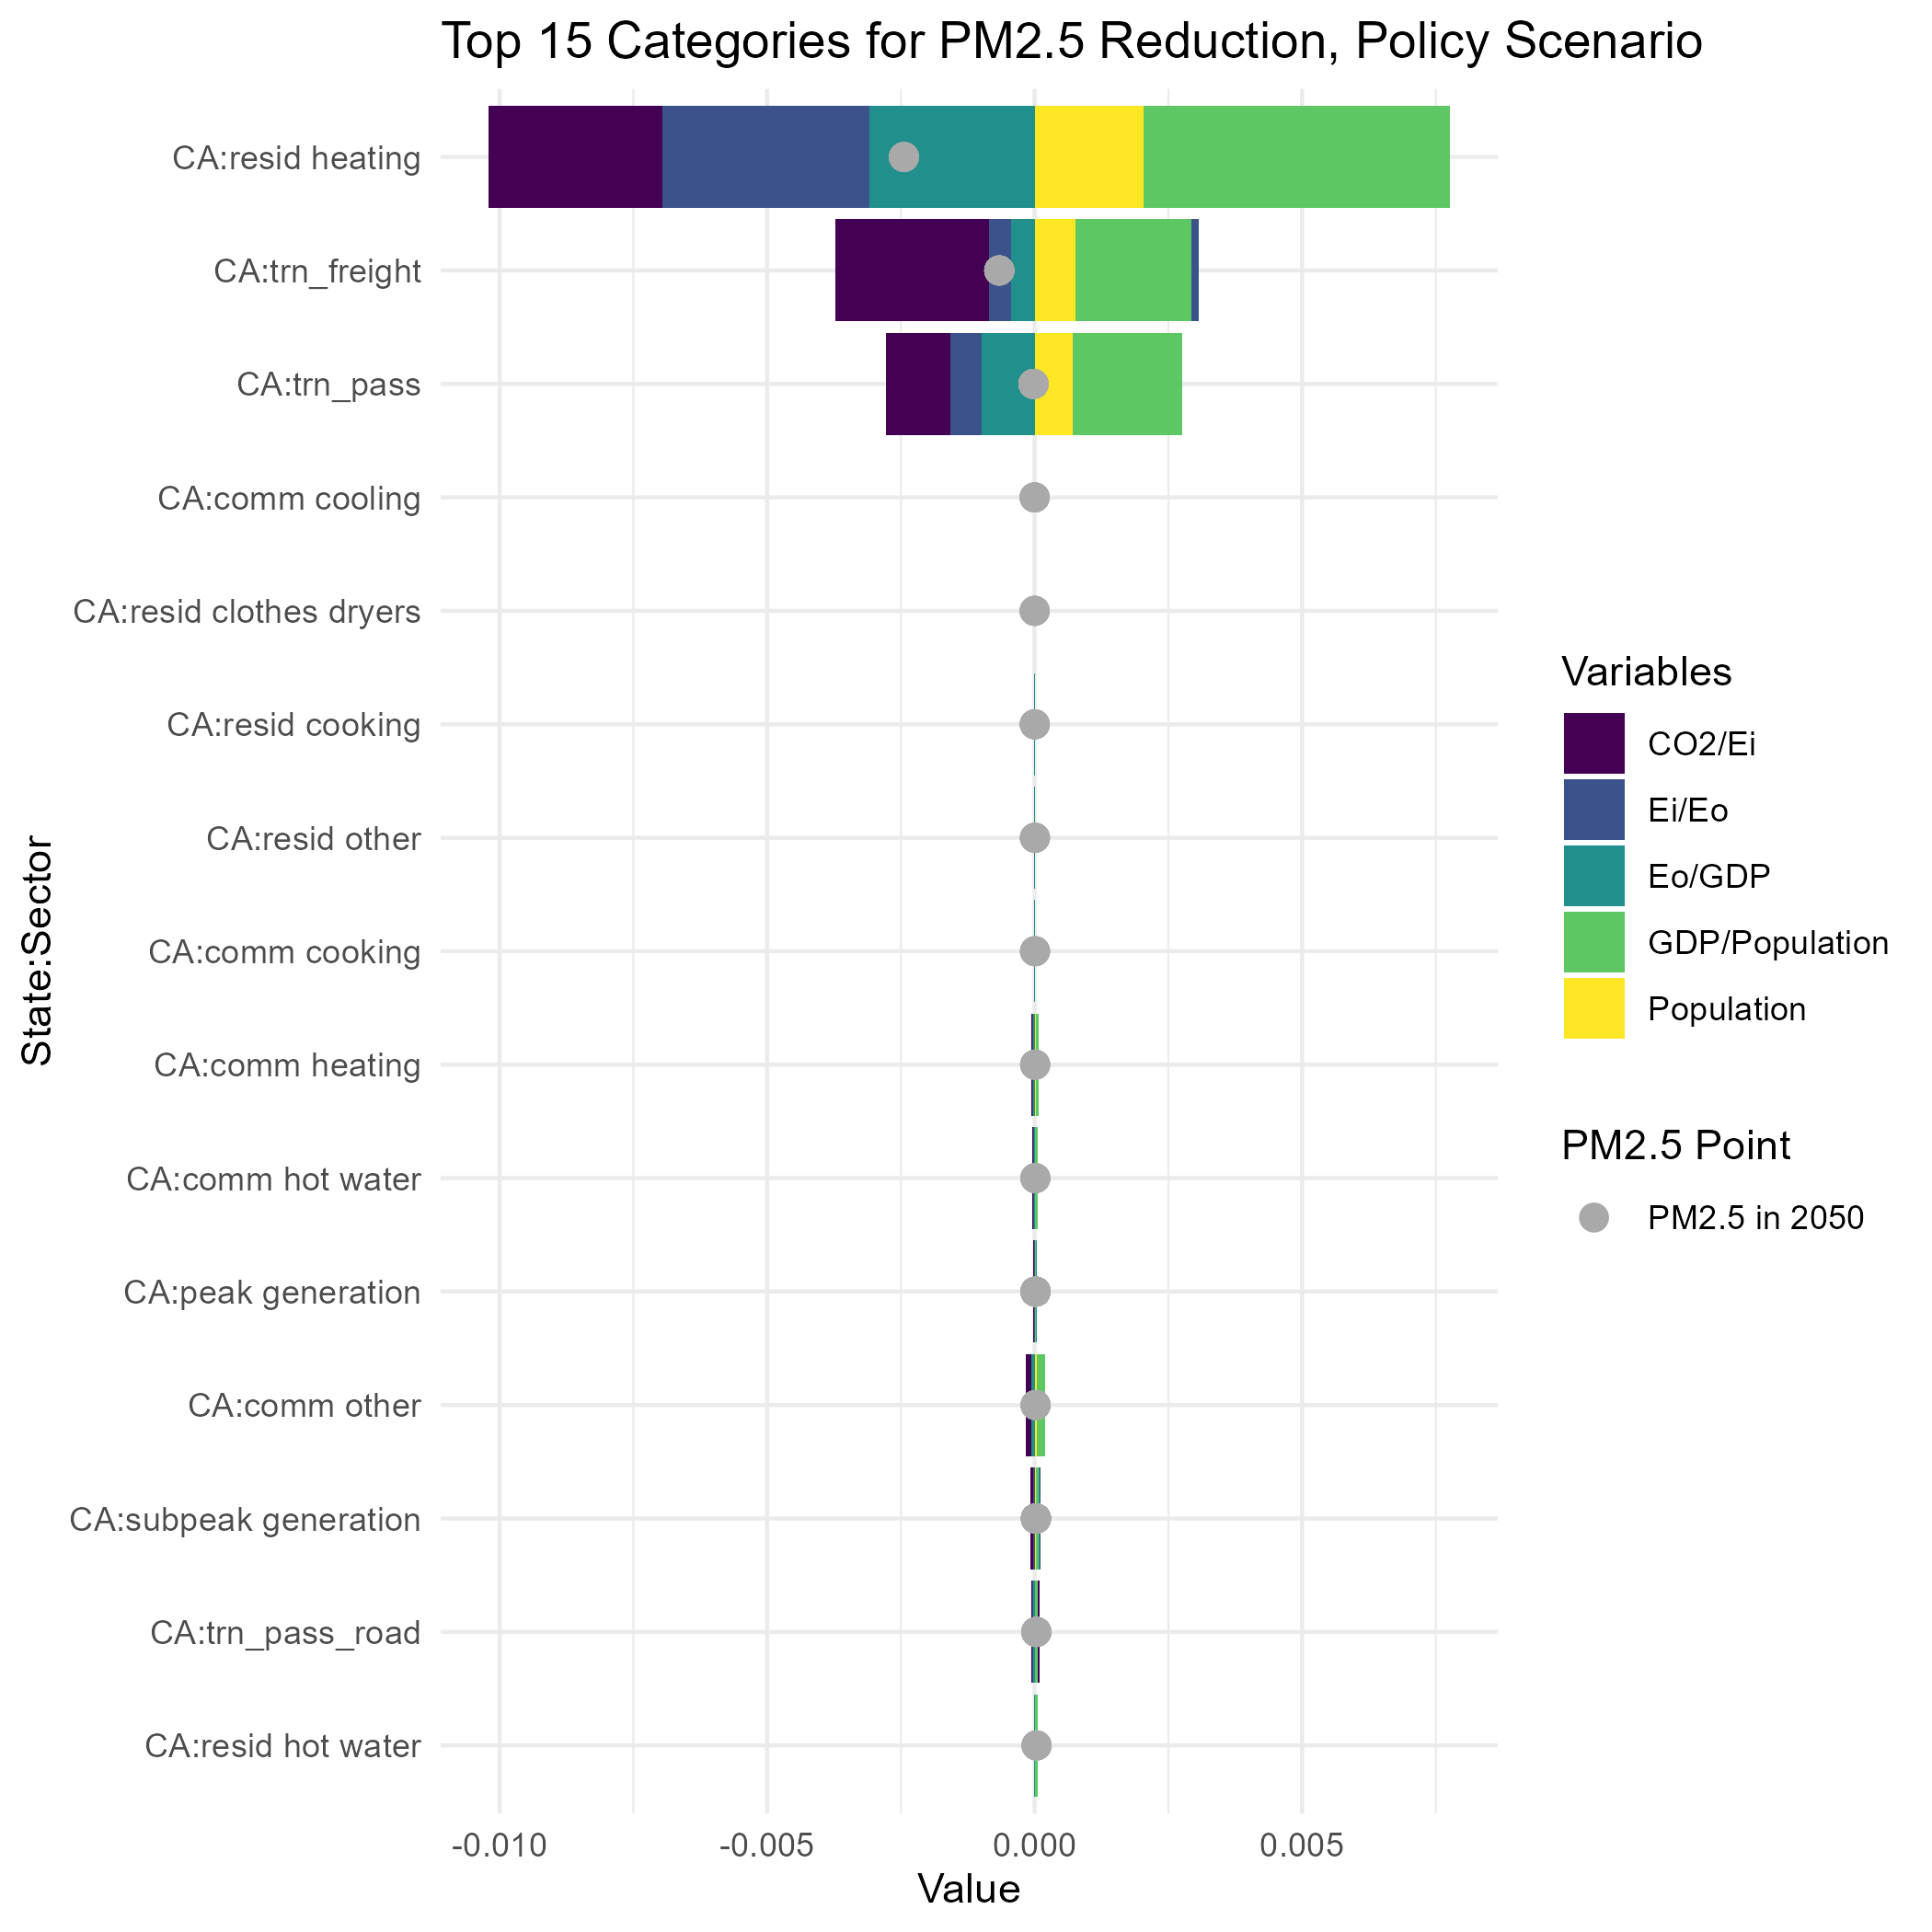 Top 15 Categories for PM2.5 Reduction, Policy Scenario
State:Sector
CA:resid heating
CA:trn_freight
CA:trn_pass
CA:comm cooling
CA:resid clothes dryers
CA:resid cooking
CA:resid other
CA:comm cooking
CA:comm heating
CA:comm hot water
CA:peak generation
CA:comm other
CA:subpeak generation
CA:trn_pass_road
CA:resid hot water
-0.010
-0.005
0.000
0.005
Value
Variables
CO2/Ei
Ei/Eo
Eo/GDP
GDP/Population
Population
PM2.5 Point
PM2.5 in 2050